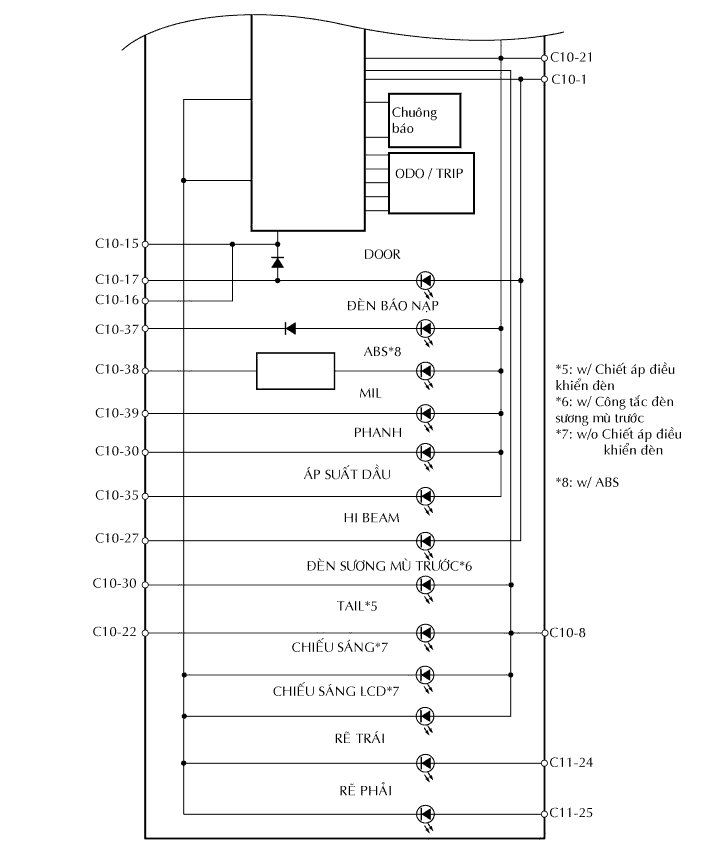 C10-21
C10-1
Chuông
báo
ODO / TRIP
C10-15
DOOR
C10-17
C10-16
ĐÈN BÁO NẠP
C10-37
ABS*8
C10-38
MIL
C10-39
PHANH
C10-30
ÁP SUẤT DẦU
C10-35
HI BEAM
C10-27
ĐÈN SƯƠNG MÙ TRƯỚC*6
C10-30
TAIL*5
C10-22
C10-8
CHIẾU SÁNG*7
CHIẾU SÁNG LCD*7
RẼ TRÁI
C11-24
RẼ PHẢI
C11-25
*5: w/ Chiết áp điều
khiển đèn
*6: w/ Công tắc đèn
sương mù trước
*7: w/o Chiết áp điều
khiển đèn
*8: w/ ABS